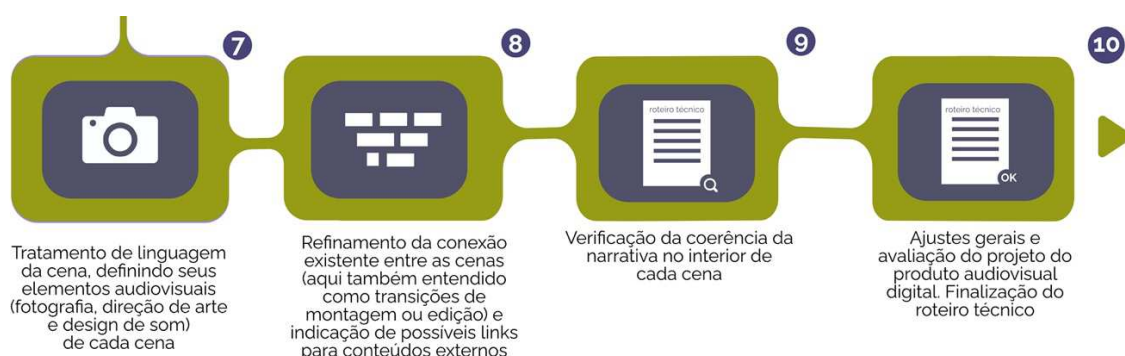 7
Tratamento de linguagem
da cena, definindo seus
elementos audiovisuais
(fotografia, direção de arte
e design de som)
de cada cena
8
Refinamento da conexão
existente entre as cenas
(aqui também entendido
como transições de
montagem ou edição) e
indicação de possíveis links
para conteúdos externos
9
roteiro técnico
Verificação da coerência da
narrativa no interior de
cada cena
10
roteiro técnico
OK
Ajustes gerais e
avaliação do projeto do
produto audiovisual
digital. Finalização do
roteiro técnico